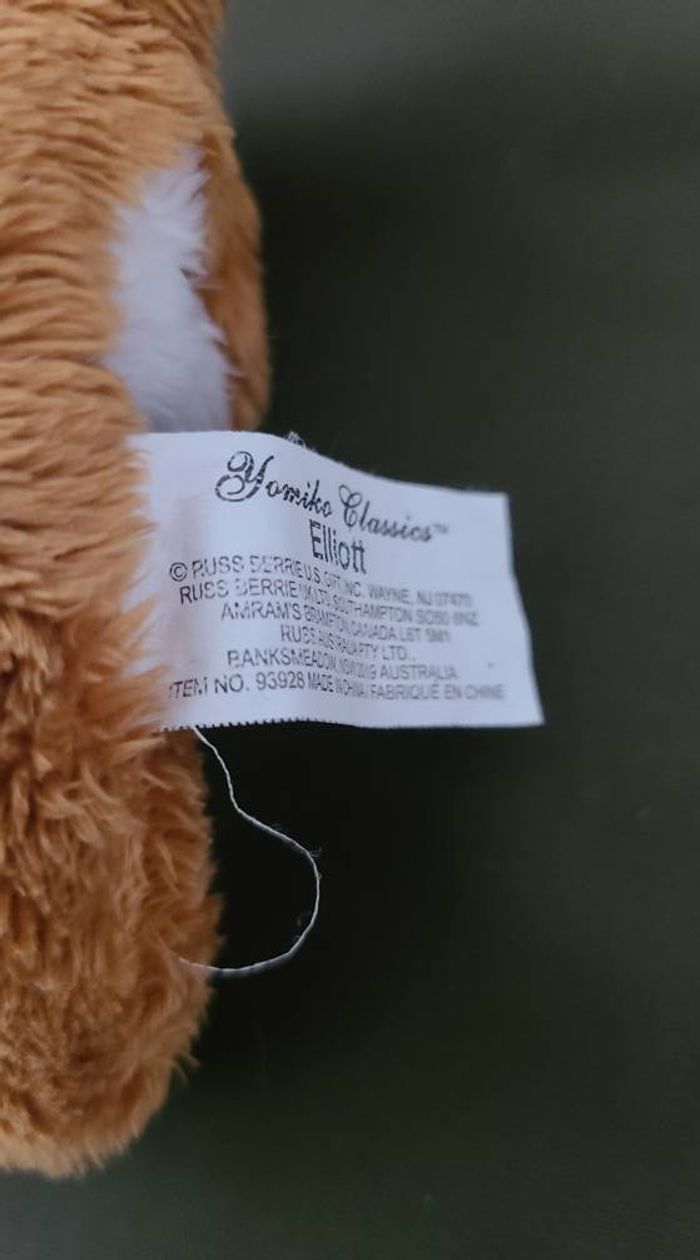 Yomiko Classics™
Elliott
© RUSS BERRIE U.S. GIFT, INC. WAYNE, NJ 07470
RUSS BERRIE (UK) LTD. SOUTHAMPTON SO50 6NZ
AMRAM'S BRAMPTON, CANADA L6T 5M1
RUSS AUSTRALIA PTY LTD.,
BANKSMEADOW, NSW 2019 AUSTRALIA
ITEM NO. 93928 MADE IN CHINA / FABRIQUÉ EN CHINE